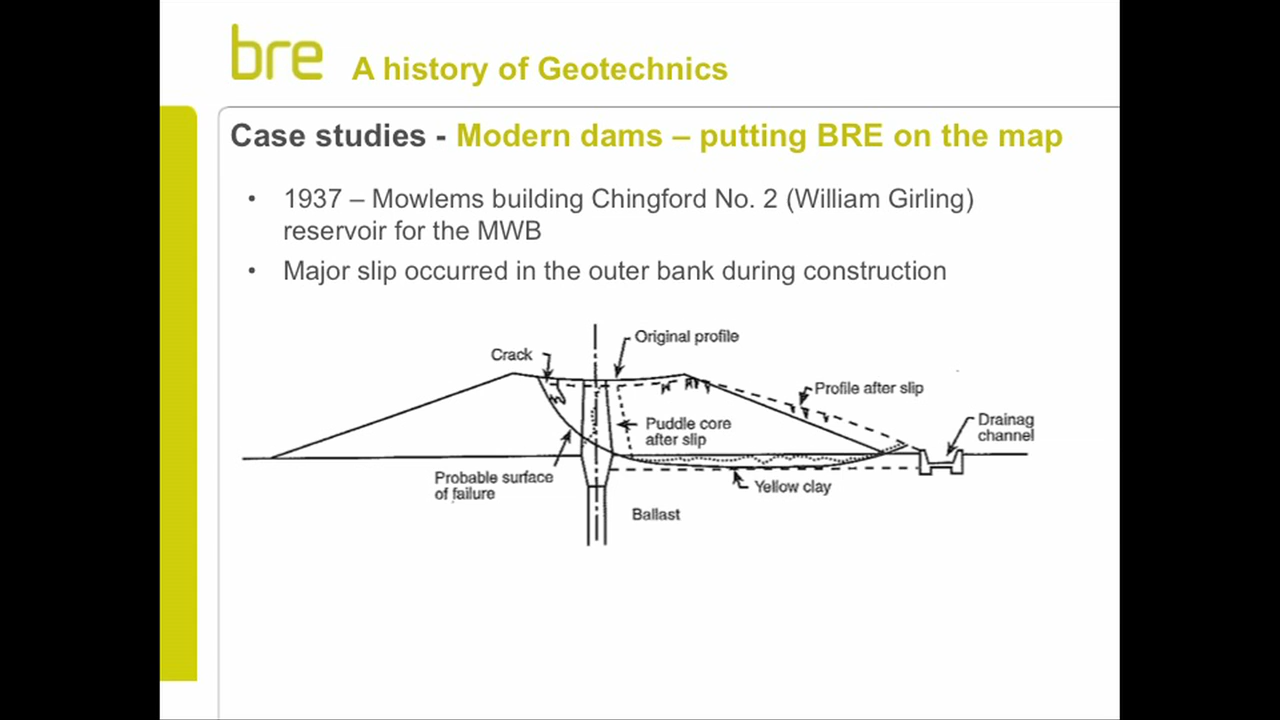 bre
A history of Geotechnics
Case studies - Modern dams – putting BRE on the map
• 1937 – Mowlems building Chingford No. 2 (William Girling)
reservoir for the MWB
• Major slip occurred in the outer bank during construction
Original profile
Crack
Profile after slip
Puddle core
after slip
Drainag
channel
Probable surface
of failure
Yellow clay
Ballast